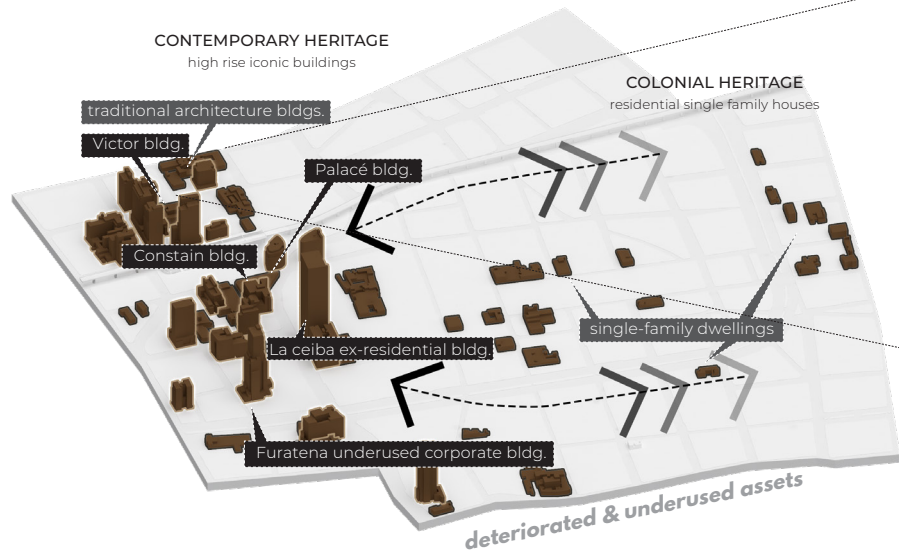 CONTEMPORARY HERITAGE
high rise iconic buildings
COLONIAL HERITAGE
residential single family houses
traditional architecture bldgs.
Victor bldg.
Palacé bldg.
Constain bldg.
single-family dwellings
La ceiba ex-residential bldg.
Furatena underused corporate bldg.
deteriorated & underused assets